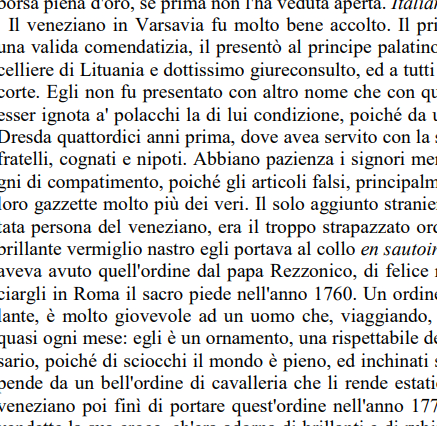 borsa piena d'oro, se prima non l'ha veduta aperta. Italian
Il veneziano in Varsavia fu molto bene accolto. Il pri
una valida comendatizia, il presentò al principe palatino
celliere di Lituania e dottissimo giureconsulto, ed a tutti
corte. Egli non fu presentato con altro nome che con qu
esser ignota a' polacchi la di lui condizione, poiché da u
Dresda quattordici anni prima, dove avea servito con la s
fratelli, cognati e nipoti. Abbiano pazienza i signori mer
gni di compatimento, poiché gli articoli falsi, principalm
loro gazzette molto più dei veri. Il solo aggiunto stranie
tata persona del veneziano, era il troppo strapazzato ord
brillante vermiglio nastro egli portava al collo en sautoir
aveva avuto quell'ordine dal papa Rezzonico, di felice r
ciargli in Roma il sacro piede nell'anno 1760. Un ordine
lante, è molto giovevole ad un uomo che, viaggiando,
quasi ogni mese: egli è un ornamento, una rispettabile de
sario, poiché di sciocchi il mondo è pieno, ed inchinati s
pende da un bell'ordine di cavalleria che li rende estati
veneziano poi finì di portare quest'ordine nell'anno 177